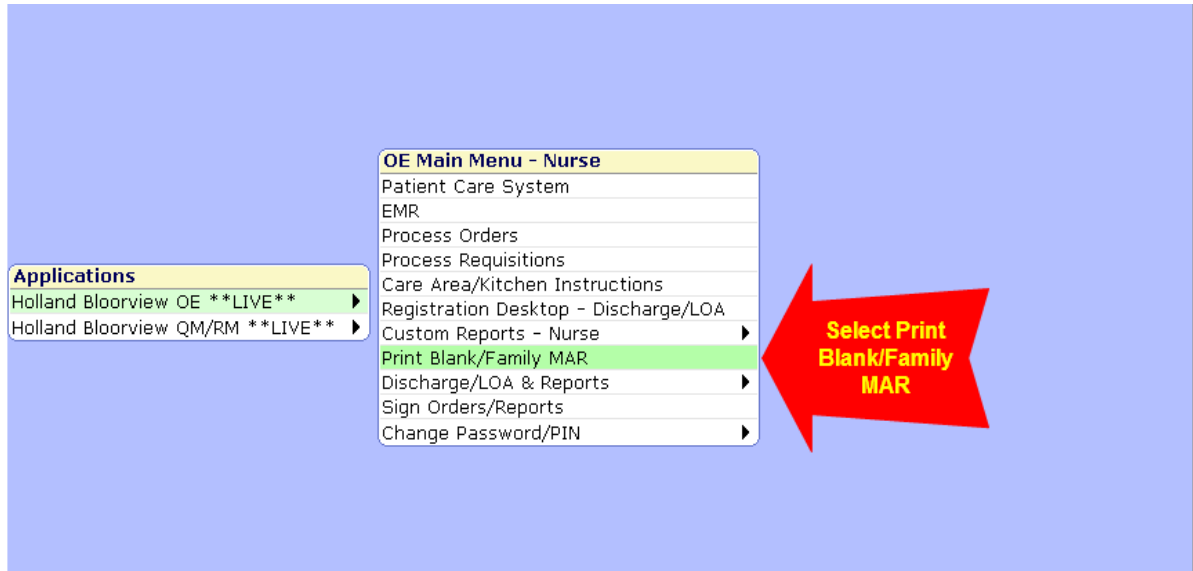 Applications
Holland Bloorview OE **LIVE**
Holland Bloorview QM/RM **LIVE**
OE Main Menu - Nurse
Patient Care System
EMR
Process Orders
Process Requisitions
Care Area/Kitchen Instructions
Registration Desktop - Discharge/LOA
Custom Reports - Nurse
Print Blank/Family MAR
Discharge/LOA & Reports
Sign Orders/Reports
Change Password/PIN
Select Print
Blank/Family
MAR